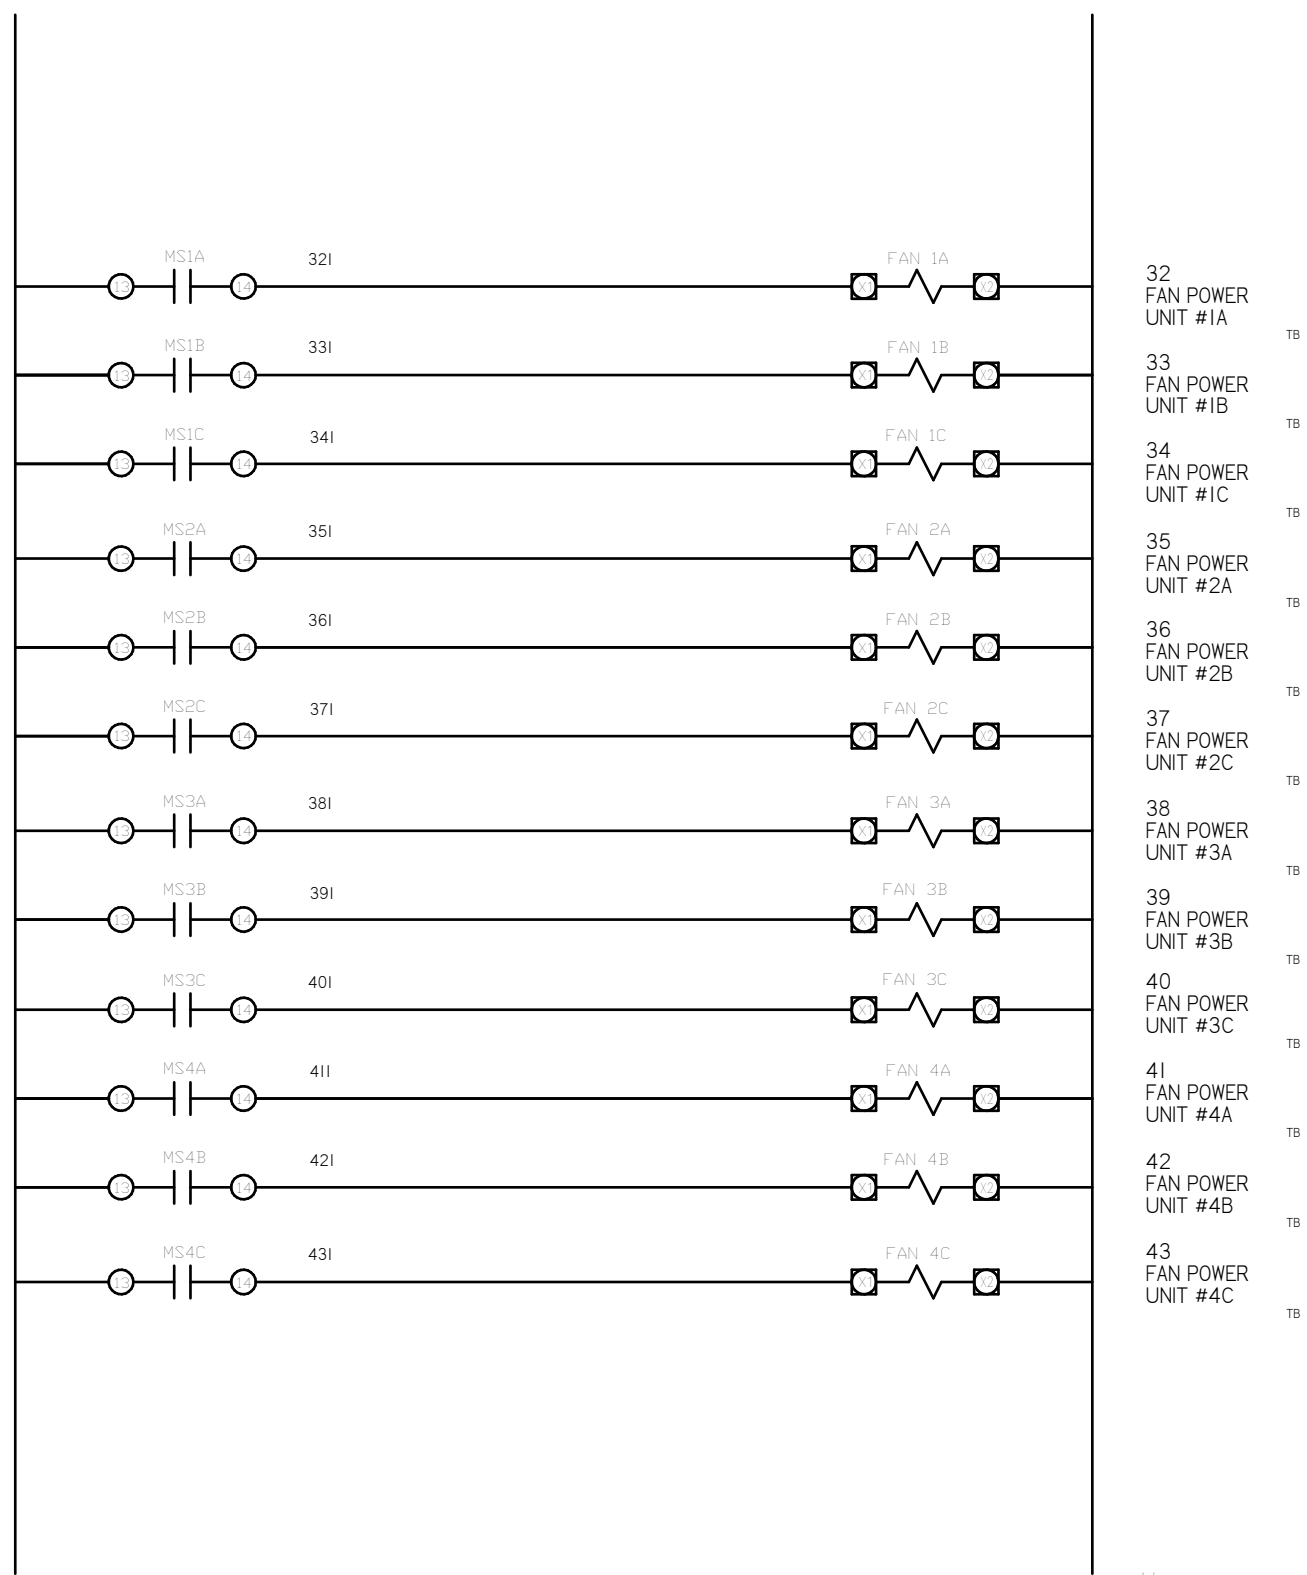 MS1A 321 FAN 1A
13 14 X1 X2
32
FAN POWER
UNIT #1A
TB
MS1B 331 FAN 1B
13 14 X1 X2
33
FAN POWER
UNIT #1B
TB
MS1C 341 FAN 1C
13 14 X1 X2
34
FAN POWER
UNIT #1C
TB
MS2A 351 FAN 2A
13 14 X1 X2
35
FAN POWER
UNIT #2A
TB
MS2B 361 FAN 2B
13 14 X1 X2
36
FAN POWER
UNIT #2B
TB
MS2C 371 FAN 2C
13 14 X1 X2
37
FAN POWER
UNIT #2C
TB
MS3A 381 FAN 3A
13 14 X1 X2
38
FAN POWER
UNIT #3A
TB
MS3B 391 FAN 3B
13 14 X1 X2
39
FAN POWER
UNIT #3B
TB
MS3C 401 FAN 3C
13 14 X1 X2
40
FAN POWER
UNIT #3C
TB
MS4A 411 FAN 4A
13 14 X1 X2
41
FAN POWER
UNIT #4A
TB
MS4B 421 FAN 4B
13 14 X1 X2
42
FAN POWER
UNIT #4B
TB
MS4C 431 FAN 4C
13 14 X1 X2
43
FAN POWER
UNIT #4C
TB